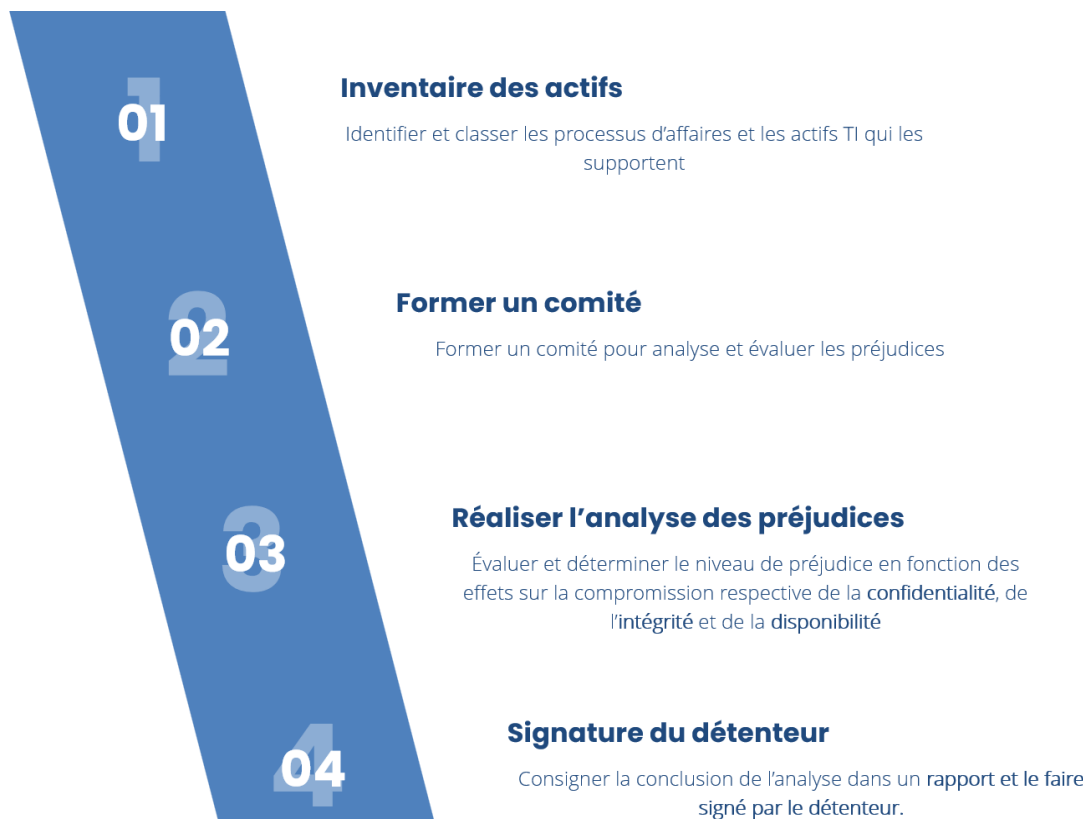 1
01
Inventaire des actifs
Identifier et classer les processus d’affaires et les actifs TI qui les
supportent
2
02
Former un comité
Former un comité pour analyse et évaluer les préjudices
3
03
Réaliser l’analyse des préjudices
Évaluer et déterminer le niveau de préjudice en fonction des
effets sur la compromission respective de la confidentialité, de
l’intégrité et de la disponibilité
4
04
Signature du détenteur
Consigner la conclusion de l’analyse dans un rapport et le faire
signé par le détenteur.